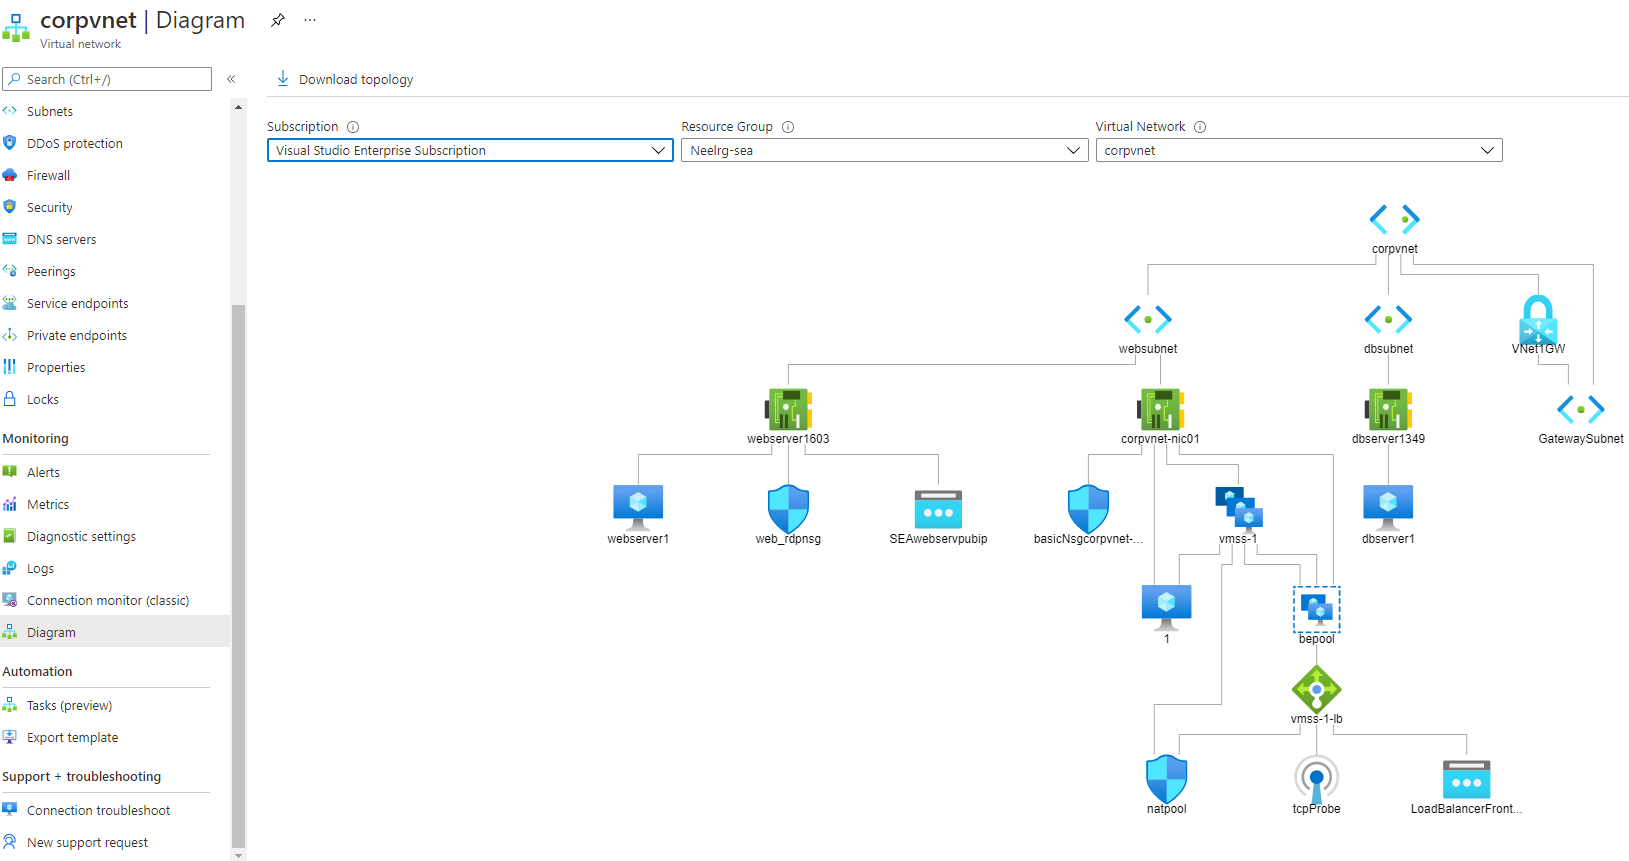 corpvnet | Diagram
Virtual network
Search (Ctrl+/)
Subnets
DDoS protection
Firewall
Security
DNS servers
Peerings
Service endpoints
Private endpoints
Properties
Locks
Monitoring
Alerts
Metrics
Diagnostic settings
Logs
Connection monitor (classic)
Diagram
Automation
Tasks (preview)
Export template
Support + troubleshooting
Connection troubleshoot
New support request
Download topology
Subscription
Resource Group
Virtual Network
Visual Studio Enterprise Subscription
Neelrg-sea
corpvnet
corpvnet
websubnet
dbsubnet
VNet1GW
webserver1603
corpvnet-nic01
dbserver1349
GatewaySubnet
webserver1
web_rdpnsg
SEAwebservpubip
basicNsgcorpvnet-...
vmss-1
dbserver1
1
bepool
vmss-1-lb
natpool
tcpProbe
LoadBalancerFront...